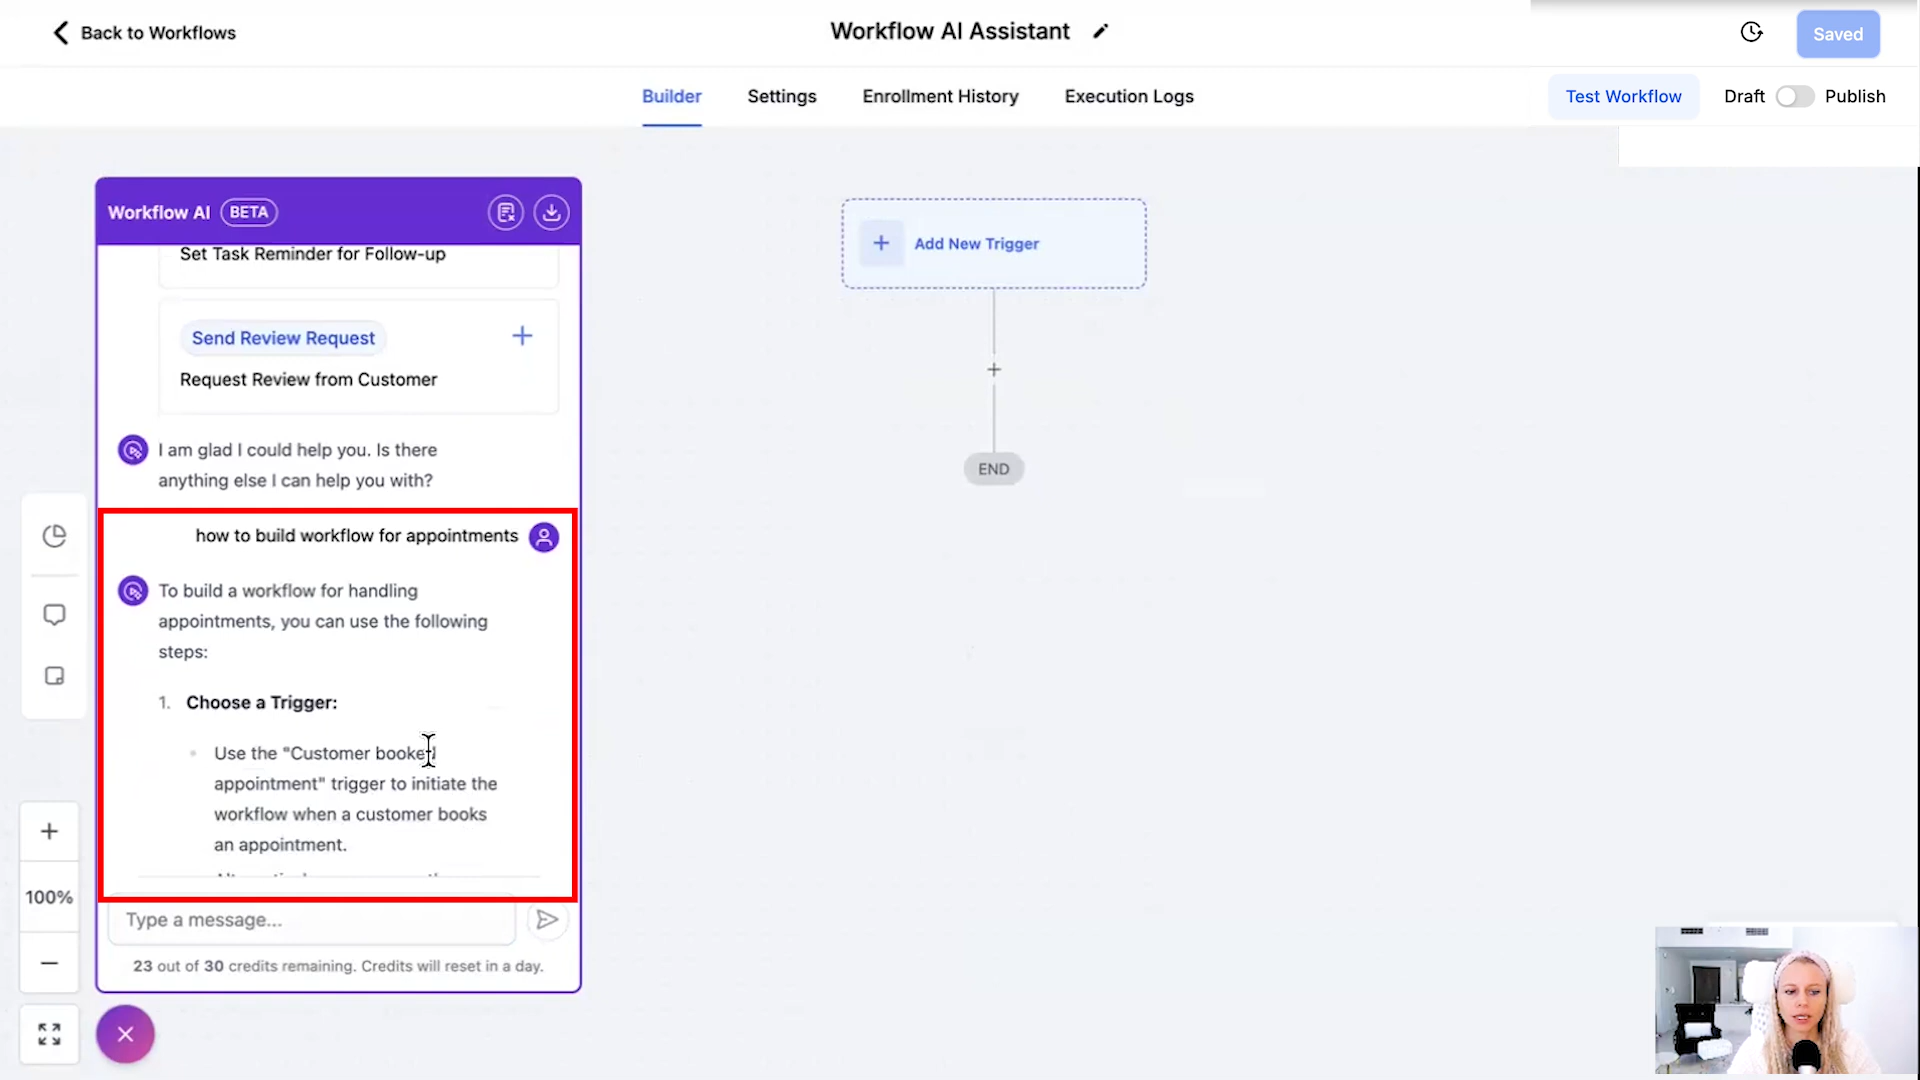 Back to Workflows
Workflow AI Assistant
Saved
Builder
Settings
Enrollment History
Execution Logs
Test Workflow
Draft
Publish
Workflow AI
BETA
Set Task Reminder for Follow-up
Send Review Request
Request Review from Customer
I am glad I could help you. Is there
anything else I can help you with?
how to build workflow for appointments
To build a workflow for handling
appointments, you can use the following
steps:
1. Choose a Trigger:
Use the "Customer booked
appointment" trigger to initiate the
workflow when a customer books
an appointment.
Type a message...
23 out of 30 credits remaining. Credits will reset in a day.
Add New Trigger
END
100%